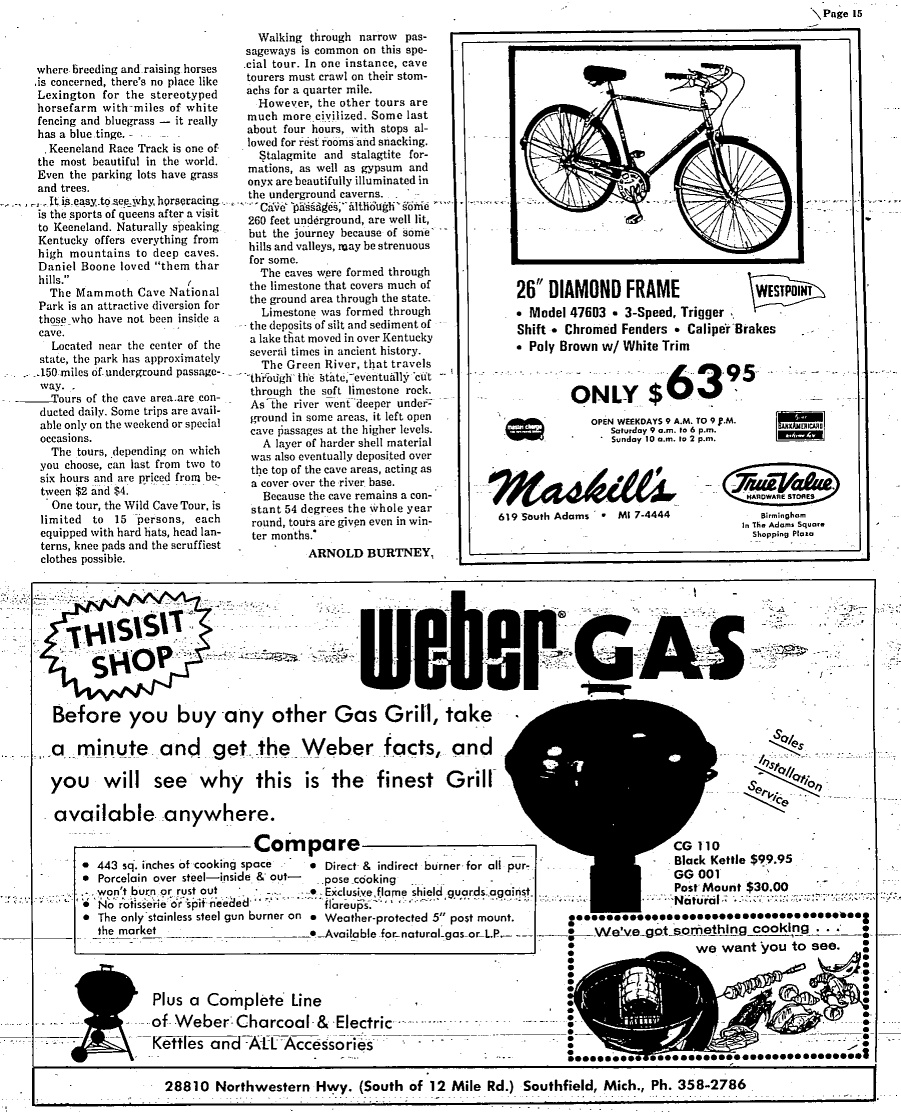 Page 15
where breeding and raising horses
is concerned, there's no place like
Lexington for the stereotyped
horsefarm with miles of white
fencing and bluegrass — it really
has a blue tinge.
Keeneland Race Track is one of
the most beautiful in the world.
Even the parking lots have grass
and trees.
It is easy to see why horseracing
is the sports of queens after a visit
to Keeneland. Naturally speaking
Kentucky offers everything from
high mountains to deep caves.
Daniel Boone loved "them thar
hills."
The Mammoth Cave National
Park is an attractive diversion for
those who have not been inside a
cave.
Located near the center of the
state, the park has approximately
150 miles of underground passage-
way.
Tours of the cave area are con-
ducted daily. Some trips are avail-
able only on the weekend or special
occasions.
The tours, depending on which
you choose, can last from two to
six hours and are priced from be-
tween $2 and $4.
One tour, the Wild Cave Tour, is
limited to 15 persons, each
equipped with hard hats, head lan-
terns, knee pads and the scruffiest
clothes possible.
Walking through narrow pas-
sageways is common on this spe-
cial tour. In one instance, cave
tourers must crawl on their stom-
achs for a quarter mile.
However, the other tours are
much more civilized. Some last
about four hours, with stops al-
lowed for rest rooms and snacking.
Stalagmite and stalagtite for-
mations, as well as gypsum and
onyx are beautifully illuminated in
the underground caverns.
Cave passages, although some
260 feet underground, are well lit,
but the journey because of some
hills and valleys, may be strenuous
for some.
The caves were formed through
the limestone that covers much of
the ground area through the state.
Limestone was formed through
the deposits of silt and sediment of
a lake that moved in over Kentucky
several times in ancient history.
The Green River, that travels
through the state, eventually cut
through the soft limestone rock.
As the river went deeper under-
ground in some areas, it left open
cave passages at the higher levels.
A layer of harder shell material
was also eventually deposited over
the top of the cave areas, acting as
a cover over the river base.
Because the cave remains a con-
stant 54 degrees the whole year
round, tours are given even in win-
ter months.
ARNOLD BURTNEY
26" DIAMOND FRAME
WESTPOINT
• Model 47603 • 3-Speed, Trigger
Shift • Chromed Fenders • Caliper Brakes
• Poly Brown w/ White Trim
ONLY $63.95
master charge
OPEN WEEKDAYS 9 A.M. TO 9 P.M.
Saturday 9 a.m. to 6 p.m.
Sunday 10 a.m. to 2 p.m.
BANKAMERICARD
Maskill's
619 South Adams • MI 7-4444
True Value
HARDWARE STORES
Birmingham
In The Adams Square
Shopping Plaza
THISISIT
SHOP
weber® GAS
Before you buy any other Gas Grill, take
a minute and get the Weber facts, and
you will see why this is the finest Grill
available anywhere.
Sales
Installation
Service
Compare
• 443 sq. inches of cooking space
• Porcelain over steel—inside & out—
won't burn or rust out
• No rotisserie or spit needed
• The only stainless steel gun burner on
the market
• Direct & indirect burner for all pur-
pose cooking
• Exclusive flame shield guards against
flareups.
• Weather-protected 5" post mount.
• Available for natural gas or L.P.
CG 110
Black Kettle $99.95
GG 001
Post Mount $30.00
Natural
We've got something cooking . . .
we want you to see.
Plus a Complete Line
of Weber Charcoal & Electric
Kettles and ALL Accessories
28810 Northwestern Hwy. (South of 12 Mile Rd.) Southfield, Mich., Ph. 358-2786